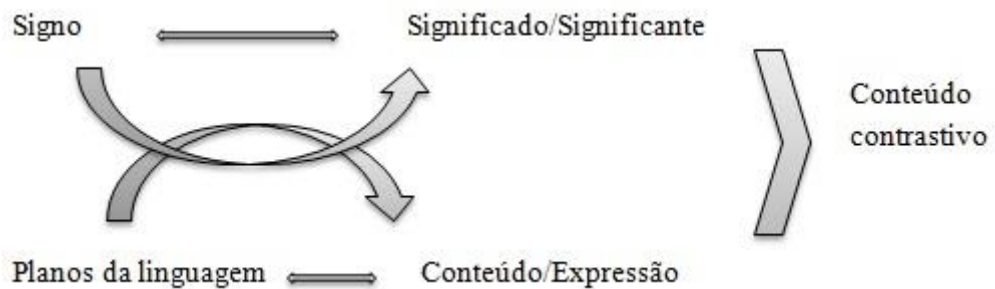 Signo
Significado/Significante
Conteúdo
contrastivo
Planos da linguagem
Conteúdo/Expressão